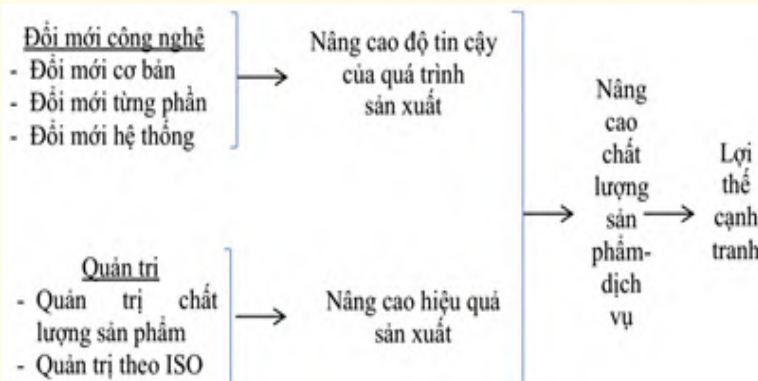 Đổi mới công nghệ
- Đổi mới cơ bản
- Đổi mới từng phần
- Đổi mới hệ thống
Nâng cao độ tin cậy
của quá trình
sản xuất
Quản trị
- Quản trị chất
lượng sản phẩm
- Quản trị theo ISO
Nâng cao hiệu quả
sản xuất
Nâng
cao
chất
lượng
sản
phẩm-
dịch
vụ
Lợi
thế
cạnh
tranh